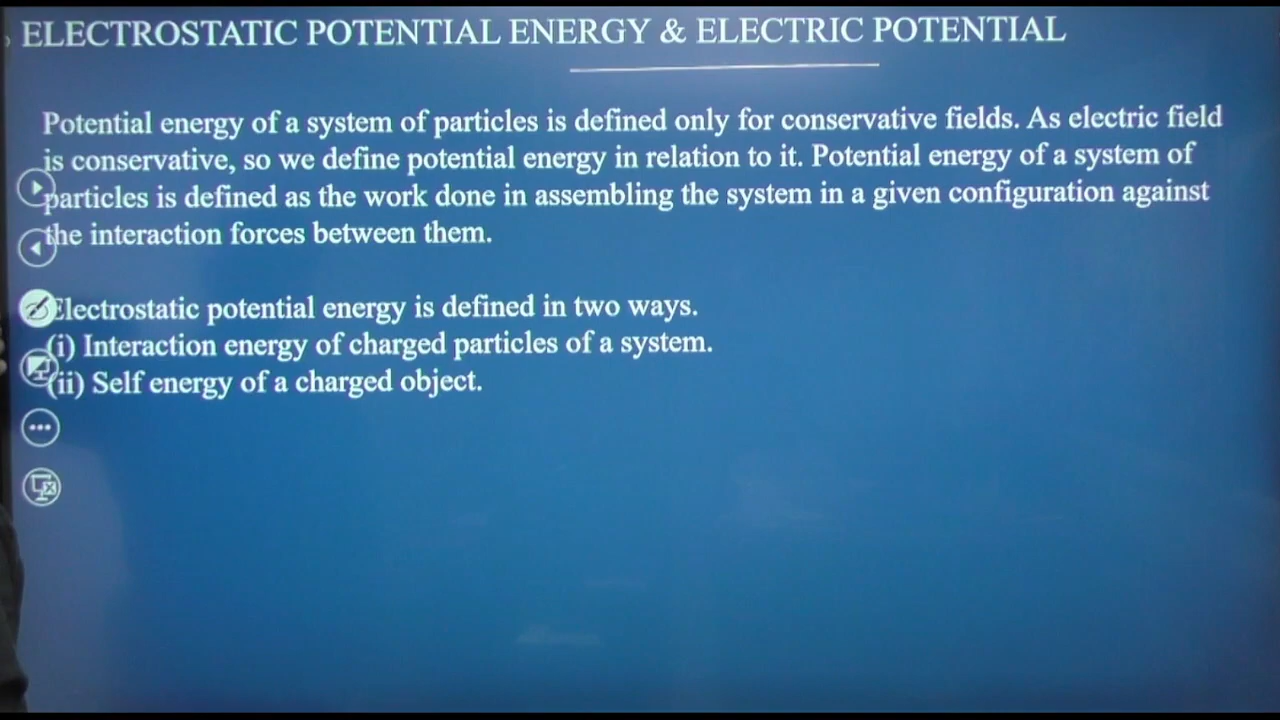 ELECTROSTATIC POTENTIAL ENERGY & ELECTRIC POTENTIAL
Potential energy of a system of particles is defined only for conservative fields. As electric field
is conservative, so we define potential energy in relation to it. Potential energy of a system of
particles is defined as the work done in assembling the system in a given configuration against
the interaction forces between them.
Electrostatic potential energy is defined in two ways.
(i) Interaction energy of charged particles of a system.
(ii) Self energy of a charged object.